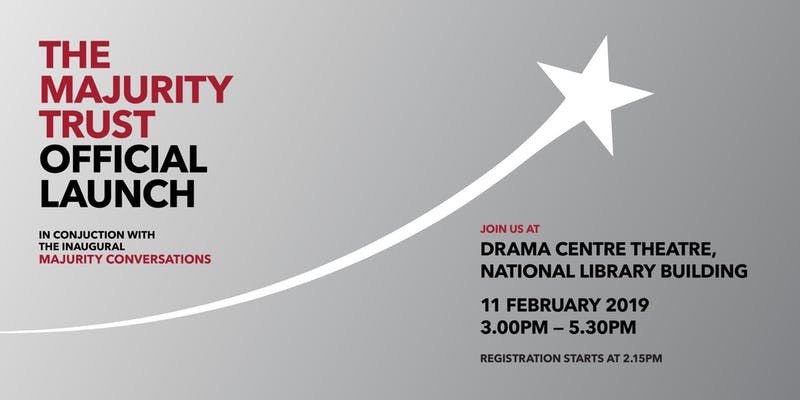 THE
MAJURITY
TRUST
OFFICIAL
LAUNCH
IN CONJUCTION WITH
THE INAUGURAL
MAJURITY CONVERSATIONS
JOIN US AT
DRAMA CENTRE THEATRE,
NATIONAL LIBRARY BUILDING
11 FEBRUARY 2019
3.00PM – 5.30PM
REGISTRATION STARTS AT 2.15PM